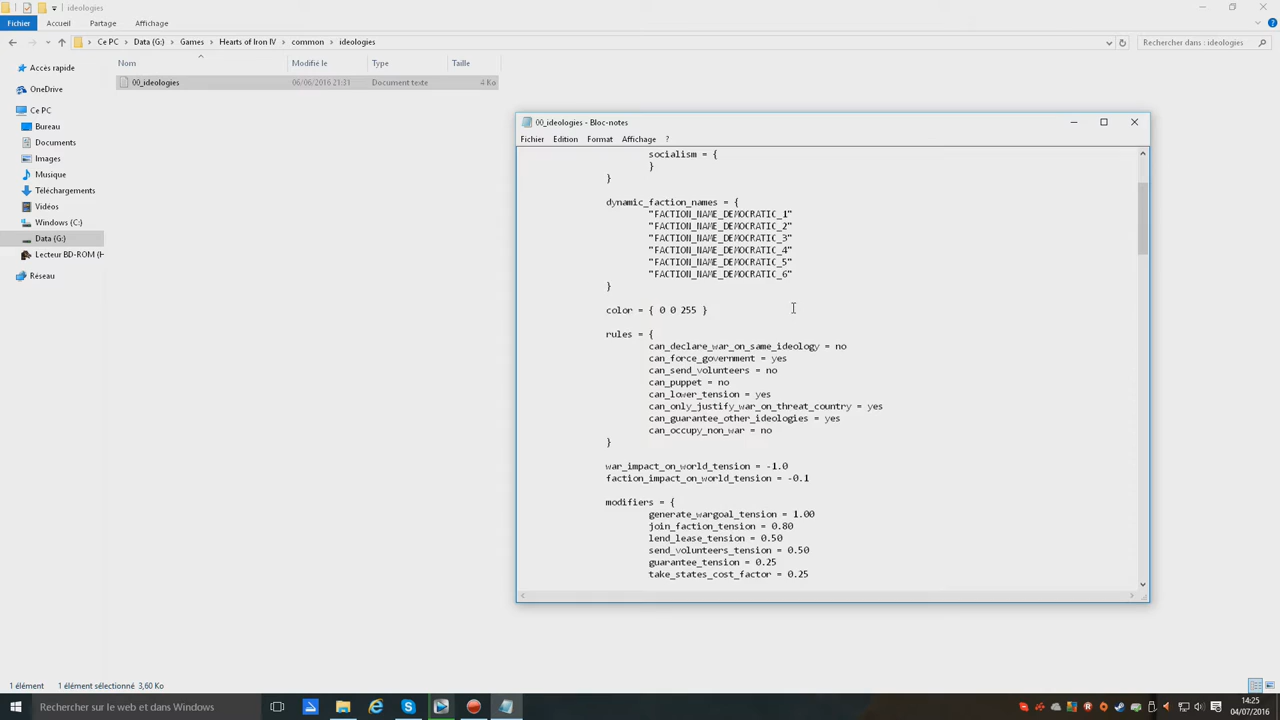 ideologies
Fichier Accueil Partage Affichage
Ce PC Data (G:) Games Hearts of Iron IV common ideologies
Rechercher dans : ideologies
Nom Modifié le Type Taille
00_ideologies 06/06/2016 21:31 Document texte 4 Ko
Accès rapide
OneDrive
Ce PC
Bureau
Documents
Images
Musique
Téléchargements
Vidéos
Windows (C:)
Data (G:)
Lecteur BD-ROM (H
Réseau
00_ideologies - Bloc-notes
Fichier Edition Format Affichage ?
socialism = {
}
}
dynamic_faction_names = {
"FACTION_NAME_DEMOCRATIC_1"
"FACTION_NAME_DEMOCRATIC_2"
"FACTION_NAME_DEMOCRATIC_3"
"FACTION_NAME_DEMOCRATIC_4"
"FACTION_NAME_DEMOCRATIC_5"
"FACTION_NAME_DEMOCRATIC_6"
}
color = { 0 0 255 }
rules = {
can_declare_war_on_same_ideology = no
can_force_government = yes
can_send_volunteers = no
can_puppet = no
can_lower_tension = yes
can_only_justify_war_on_threat_country = yes
can_guarantee_other_ideologies = yes
can_occupy_non_war = no
}
war_impact_on_world_tension = -1.0
faction_impact_on_world_tension = -0.1
modifiers = {
generate_wargoal_tension = 1.00
join_faction_tension = 0.80
lend_lease_tension = 0.50
send_volunteers_tension = 0.50
guarantee_tension = 0.25
take_states_cost_factor = 0.25
1 élément 1 élément sélectionné 3,60 Ko
Rechercher sur le web et dans Windows
14:25
04/07/2016